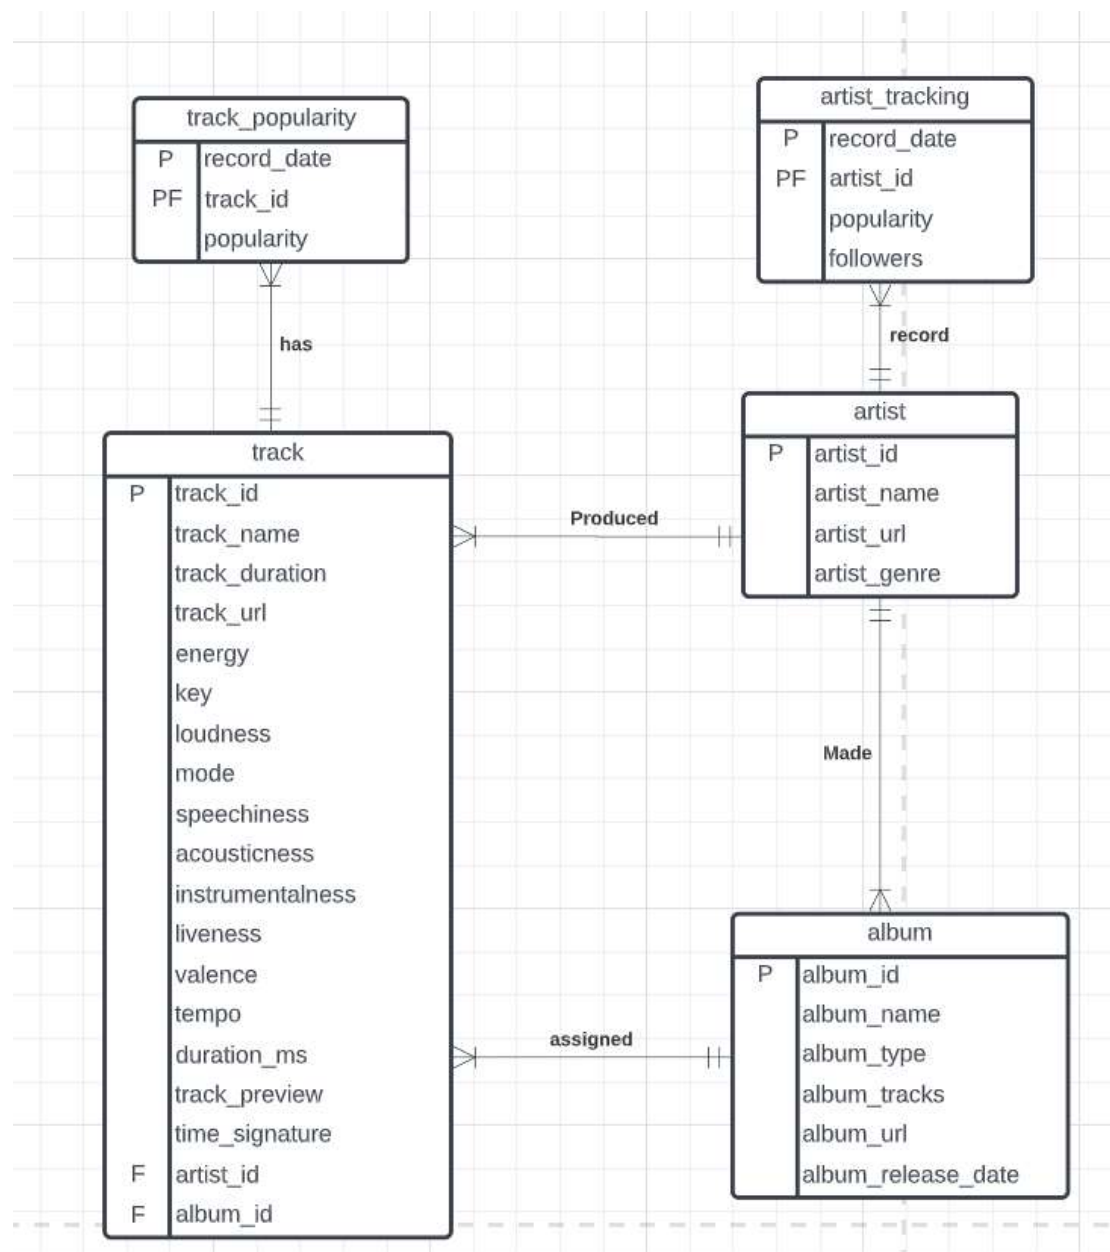 track_popularity
P record_date
PF track_id
popularity
artist_tracking
P record_date
PF artist_id
popularity
followers
has
record
track
P track_id
track_name
track_duration
track_url
energy
key
loudness
mode
speechiness
acousticness
instrumentalness
liveness
valence
tempo
duration_ms
track_preview
time_signature
F artist_id
F album_id
Produced
artist
P artist_id
artist_name
artist_url
artist_genre
Made
assigned
album
P album_id
album_name
album_type
album_tracks
album_url
album_release_date